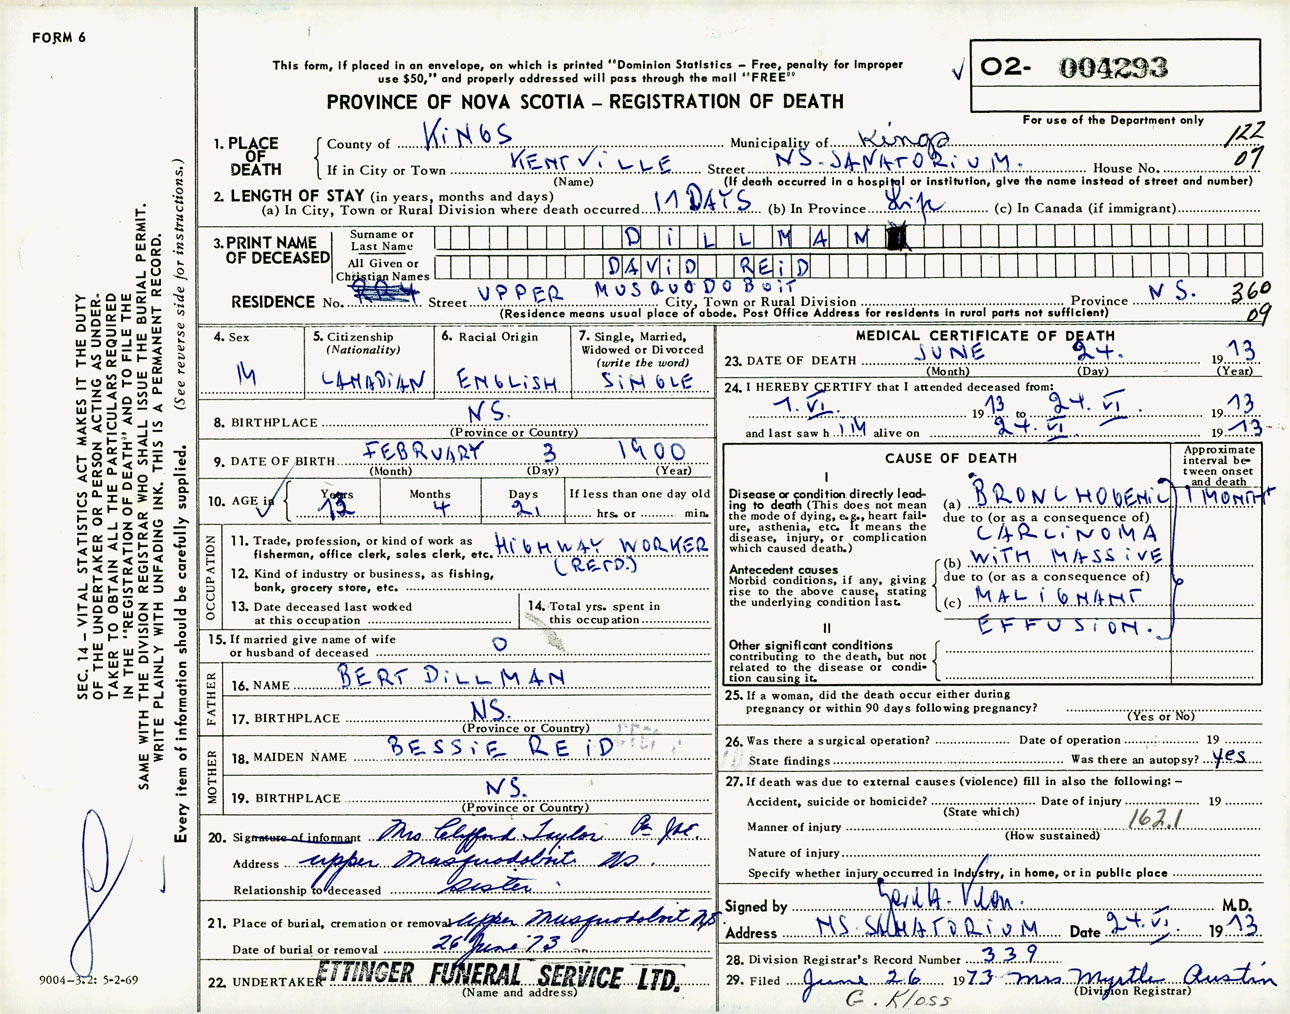 FORM 6
This form, if placed in an envelope, on which is printed "Dominion Statistics – Free, penalty for improper
use $50," and properly addressed will pass through the mail "FREE"
PROVINCE OF NOVA SCOTIA – REGISTRATION OF DEATH
✓ O2- 004293
For use of the Department only
1. PLACE OF DEATH
County of KINGS Municipality of Kings 122
If in City or Town KENTVILLE Street NS. SANATORIUM. House No. 07
(Name) (If death occurred in a hospital or institution, give the name instead of street and number)
2. LENGTH OF STAY (in years, months and days)
(a) In City, Town or Rural Division where death occurred 17 DAYS (b) In Province Life (c) In Canada (if immigrant)
3. PRINT NAME OF DECEASED
Surname or Last Name DILLMAN
All Given or Christian Names DAVID REID
RESIDENCE No. Street UPPER MUSQUODOBOIT City, Town or Rural Division Province NS. 360
(Residence means usual place of abode. Post Office Address for residents in rural parts not sufficient) 09
4. Sex
M
5. Citizenship
(Nationality)
CANADIAN
6. Racial Origin
ENGLISH
7. Single, Married,
Widowed or Divorced
(write the word)
SINGLE
8. BIRTHPLACE NS.
(Province or Country)
9. DATE OF BIRTH FEBRUARY 3 1900
(Month) (Day) (Year)
10. AGE in Years 73 Months 4 Days 21 If less than one day old
hrs. or min.
OCCUPATION
11. Trade, profession, or kind of work as
fisherman, office clerk, sales clerk, etc. HIGHWAY WORKER
(RETD.)
12. Kind of industry or business, as fishing,
bank, grocery store, etc.
13. Date deceased last worked
at this occupation
14. Total yrs. spent in
this occupation
15. If married give name of wife
or husband of deceased O
FATHER
16. NAME BERT DILLMAN
17. BIRTHPLACE NS.
(Province or Country)
MOTHER
18. MAIDEN NAME BESSIE REID
19. BIRTHPLACE NS.
(Province or Country)
20. Signature of informant Mrs Clifford Taylor
Address Upper Musquodoboit NS.
Relationship to deceased Sister
21. Place of burial, cremation or removal Upper Musquodoboit NS
Date of burial or removal 26 June 73
22. UNDERTAKER ETTINGER FUNERAL SERVICE LTD.
(Name and address)
MEDICAL CERTIFICATE OF DEATH
23. DATE OF DEATH JUNE 24. 1973
(Month) (Day) (Year)
24. I HEREBY CERTIFY that I attended deceased from:
7. VI. 1973 to 24. VI. 1973
and last saw h IM alive on 24. VI 1973
CAUSE OF DEATH
Approximate
interval be-
tween onset
and death
I
Disease or condition directly lead-
ing to death (This does not mean
the mode of dying, e.g., heart fail-
ure, asthenia, etc. It means the
disease, injury, or complication
which caused death.)
(a) BRONCHOGENIC 1 MONTH
due to (or as a consequence of)
CARCINOMA
Antecedent causes
Morbid conditions, if any, giving
rise to the above cause, stating
the underlying condition last.
(b) WITH MASSIVE
due to (or as a consequence of)
(c) MALIGNANT
EFFUSION.
II
Other significant conditions
contributing to the death, but not
related to the disease or condi-
tion causing it.
25. If a woman, did the death occur either during
pregnancy or within 90 days following pregnancy?
(Yes or No)
26. Was there a surgical operation? Date of operation 19
State findings Was there an autopsy? yes
27. If death was due to external causes (violence) fill in also the following: –
Accident, suicide or homicide? Date of injury 19
(State which)
Manner of injury 162.1
(How sustained)
Nature of injury
Specify whether injury occurred in Industry, in home, or in public place
Signed by M.D.
Address NS. SANATORIUM Date 24. VI. 1973
28. Division Registrar's Record Number 339
29. Filed June 26 1973 Mrs Myrtle Austin
(Division Registrar)
G. Kloss
SEC. 14 – VITAL STATISTICS ACT MAKES IT THE DUTY
OF THE UNDERTAKER OR PERSON ACTING AS UNDER-
TAKER TO OBTAIN ALL THE PARTICULARS REQUIRED
IN THE "REGISTRATION OF DEATH" AND TO FILE THE
SAME WITH THE DIVISION REGISTRAR WHO SHALL ISSUE THE BURIAL PERMIT.
WRITE PLAINLY WITH UNFADING INK. THIS IS A PERMANENT RECORD.
Every item of information should be carefully supplied. (See reverse side for instructions.)
9004-3.2: 5-2-69